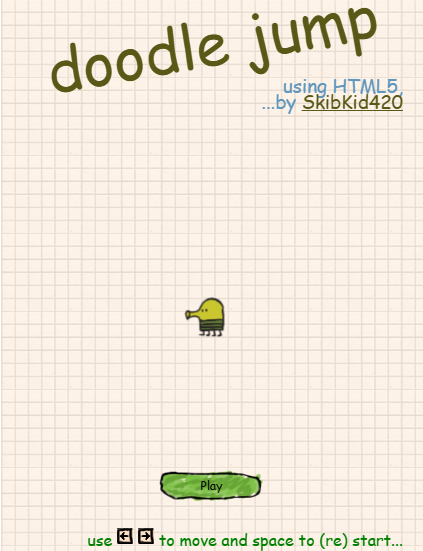 doodle jump
using HTML5,
...by SkibKid420
Play
use ← → to move and space to (re) start...